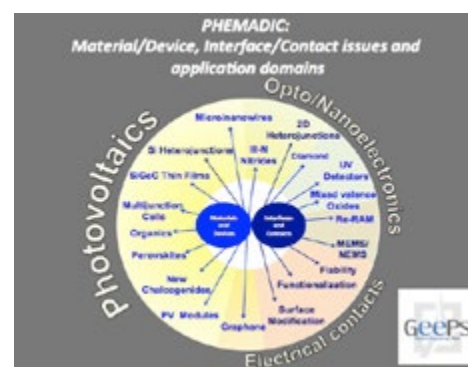 PHEMADIC:
Material/Device, Interface/Contact issues and
application domains
Opto/Nanoelectronics
Photovoltaics
Electrical contacts
Micro/nanowires
2D
Heterojunctions
Si Heterojunctions
III-N
Nitrides
Diamond
UV
Detectors
SiGeC Thin Films
Mixed valence
Oxides
Multijunction
Cells
Re-RAM
Materials
and
Devices
Interfaces
and
Contacts
Organics
MEMS/
NEMS
Perovskites
Fiability
New
Chalcogenides
Functionalization
PV Modules
Surface
Modification
Graphene
GeePs